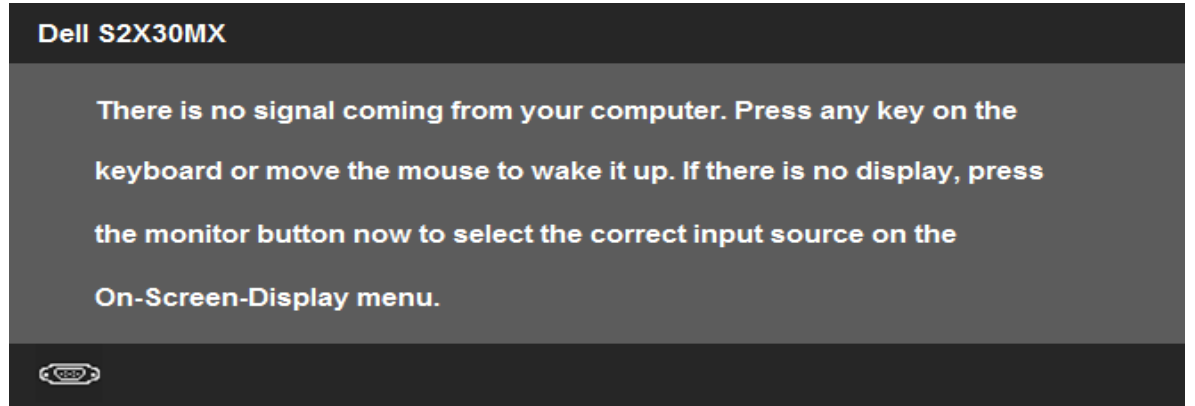 Dell S2X30MX
There is no signal coming from your computer. Press any key on the
keyboard or move the mouse to wake it up. If there is no display, press
the monitor button now to select the correct input source on the
On-Screen-Display menu.